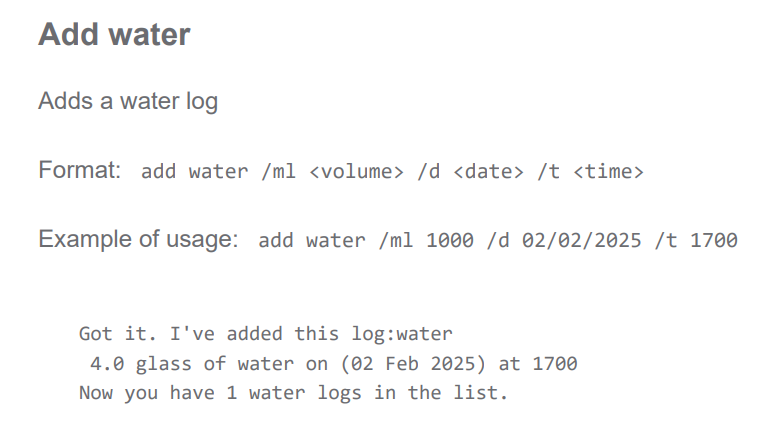 Add water
Adds a water log
Format: add water /ml <volume> /d <date> /t <time>
Example of usage: add water /ml 1000 /d 02/02/2025 /t 1700
Got it. I've added this log:water
4.0 glass of water on (02 Feb 2025) at 1700
Now you have 1 water logs in the list.